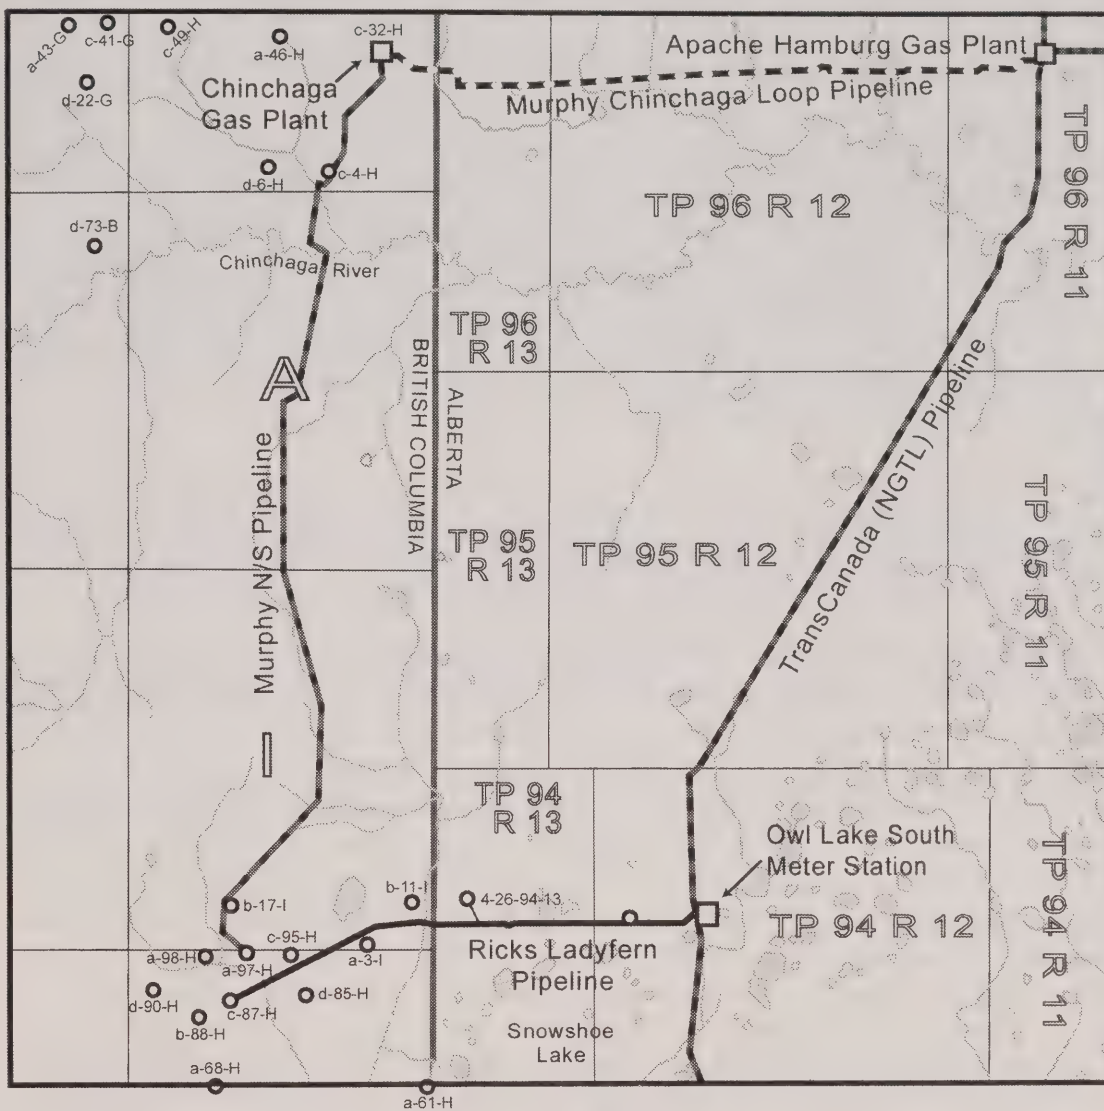 a-43-G
c-41-G
c-49-H
a-46-H
c-32-H
Apache Hamburg Gas Plant
d-22-G
Chinchaga
Gas Plant
Murphy Chinchaga Loop Pipeline
d-6-H
c-4-H
TP 96 R 12
TP 96 R 11
d-73-B
Chinchaga River
TP 96
R 13
A
BRITISH COLUMBIA
ALBERTA
Murphy N/S Pipeline
TransCanada (NGTL) Pipeline
TP 95
R 13
TP 95 R 12
TP 95 R 11
I
TP 94
R 13
Owl Lake South
Meter Station
b-17-I
b-11-I
4-26-94-13
TP 94 R 12
TP 94 R 11
a-98-H
a-97-H
c-95-H
a-3-I
Ricks Ladyfern
Pipeline
d-90-H
c-87-H
d-85-H
b-88-H
Snowshoe
Lake
a-68-H
a-61-H